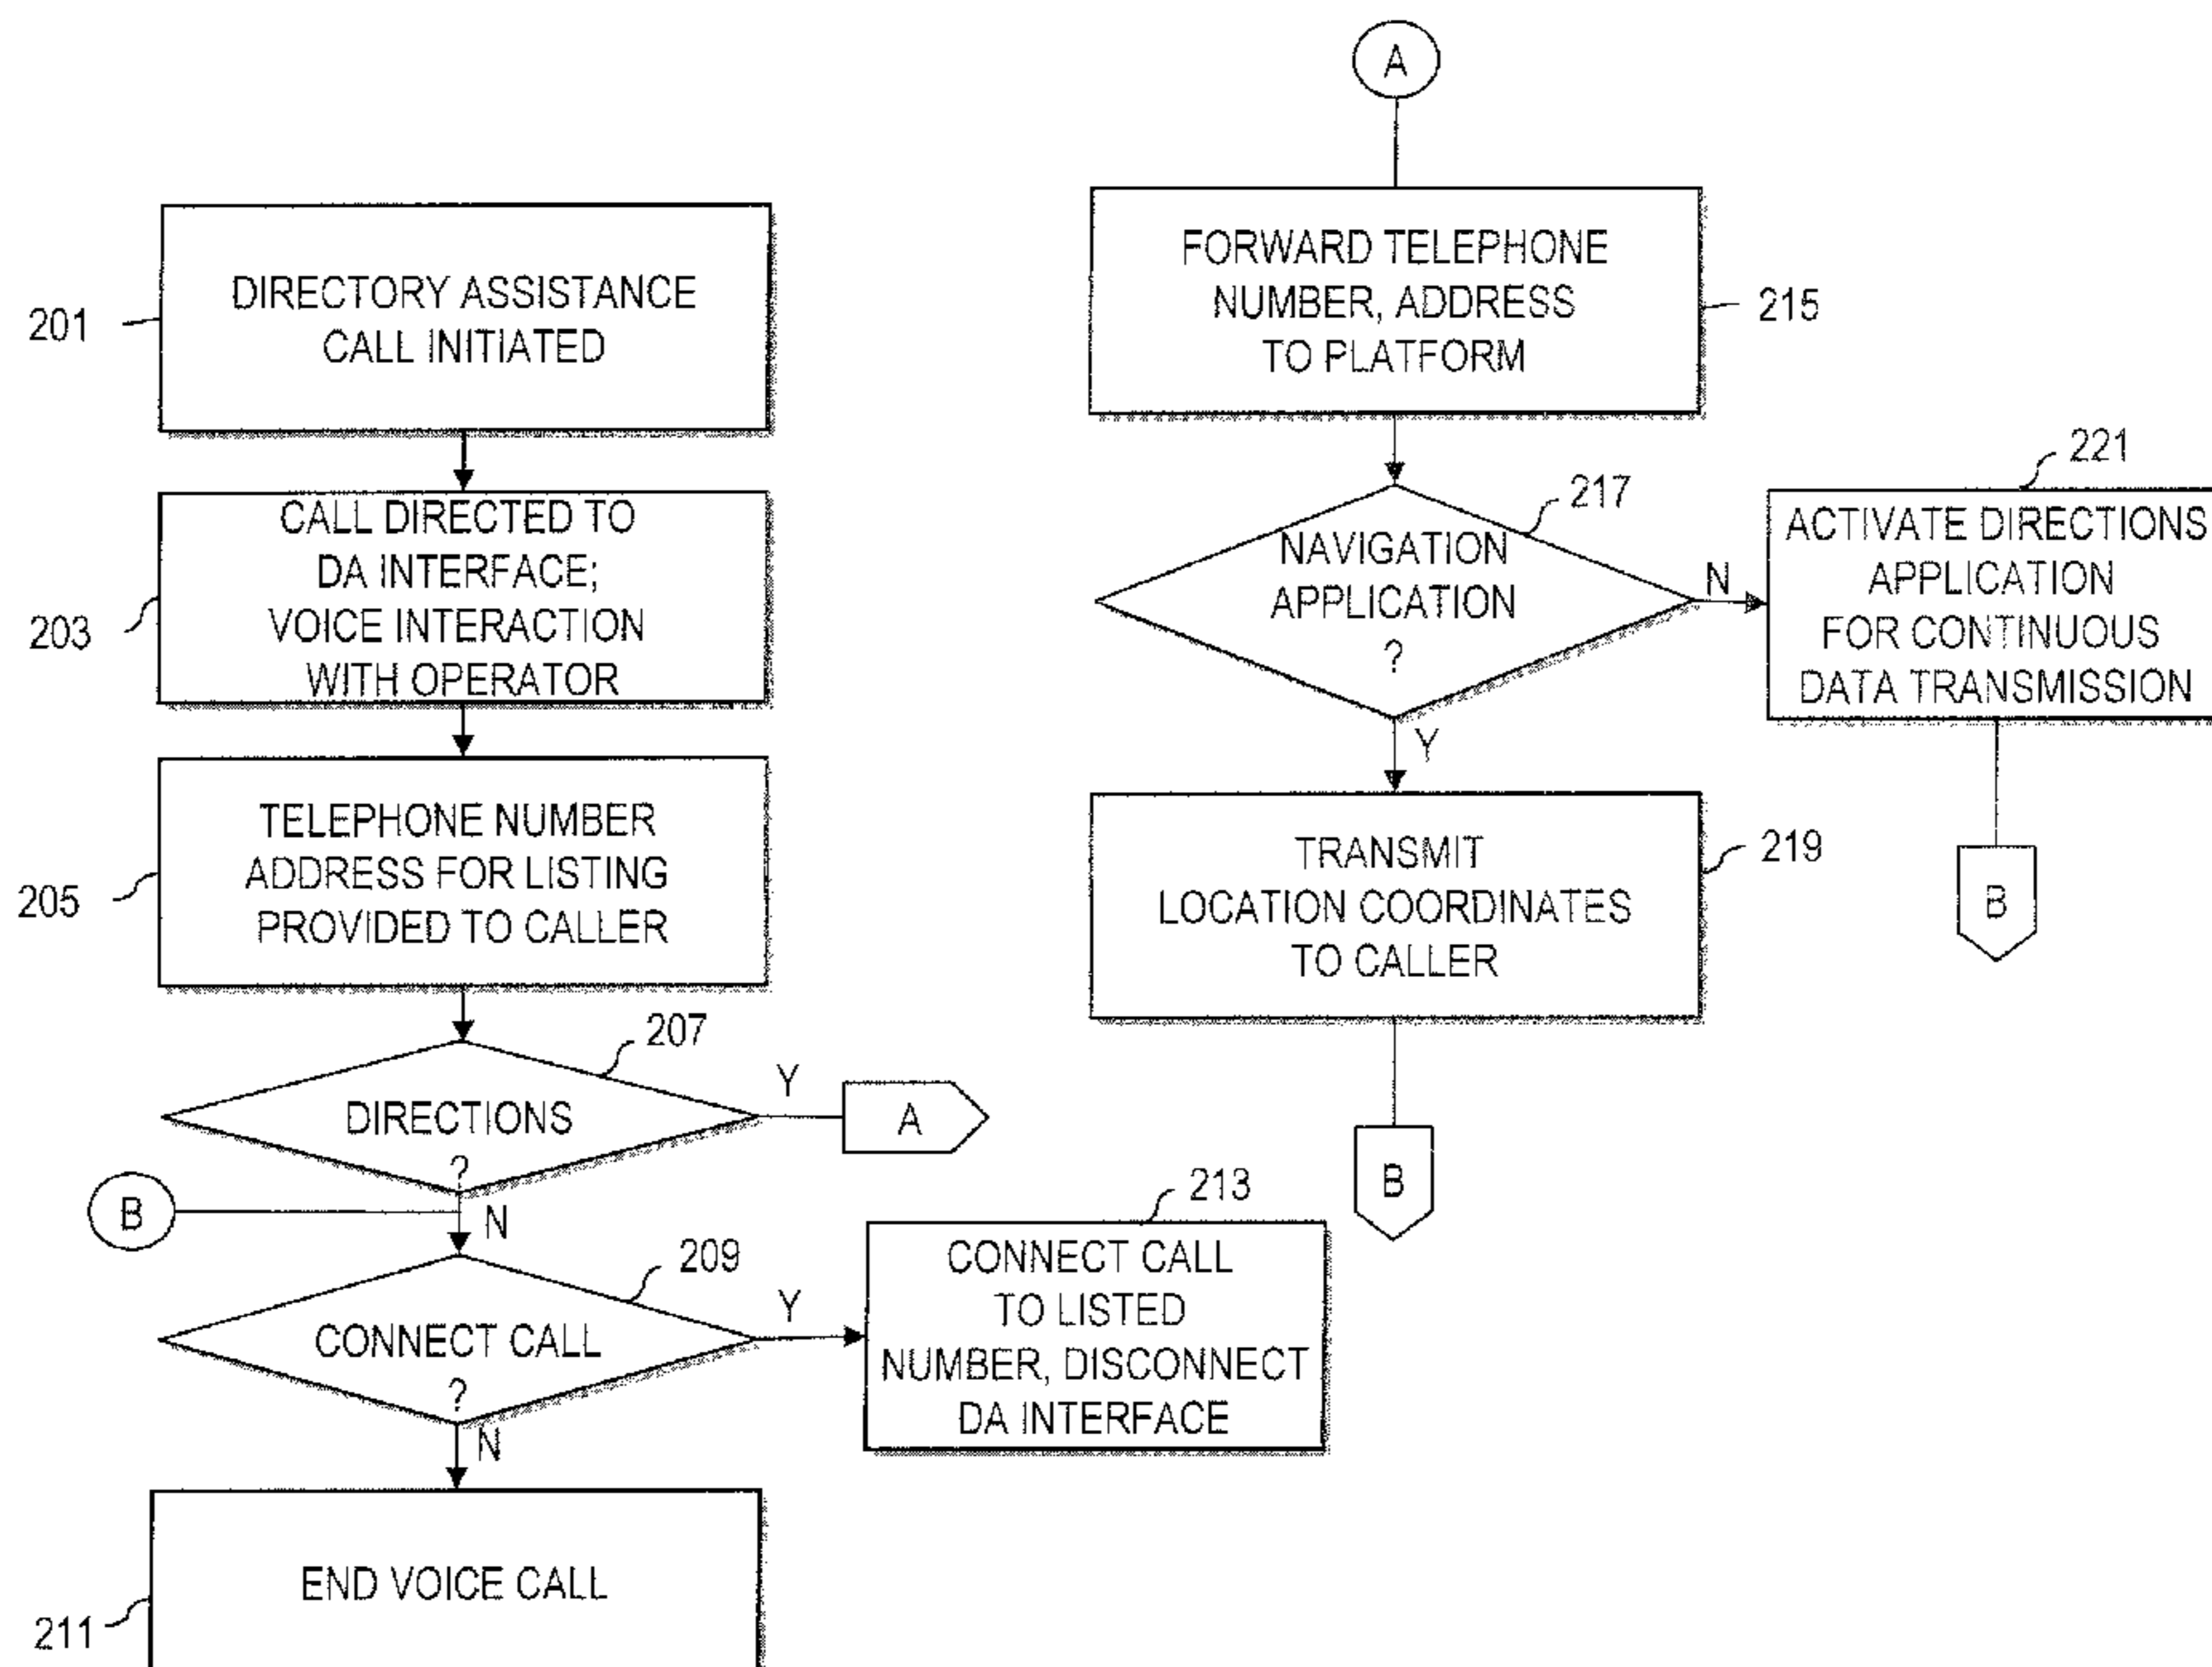 201
DIRECTORY ASSISTANCE
CALL INITIATED
203
CALL DIRECTED TO
DA INTERFACE;
VOICE INTERACTION
WITH OPERATOR
205
TELEPHONE NUMBER
ADDRESS FOR LISTING
PROVIDED TO CALLER
207
DIRECTIONS
?
Y
A
B
N
209
CONNECT CALL
?
Y
213
CONNECT CALL
TO LISTED
NUMBER, DISCONNECT
DA INTERFACE
N
211
END VOICE CALL
A
FORWARD TELEPHONE
NUMBER, ADDRESS
TO PLATFORM
215
217
NAVIGATION
APPLICATION
?
N
221
ACTIVATE DIRECTIONS
APPLICATION
FOR CONTINUOUS
DATA TRANSMISSION
B
Y
TRANSMIT
LOCATION COORDINATES
TO CALLER
219
B